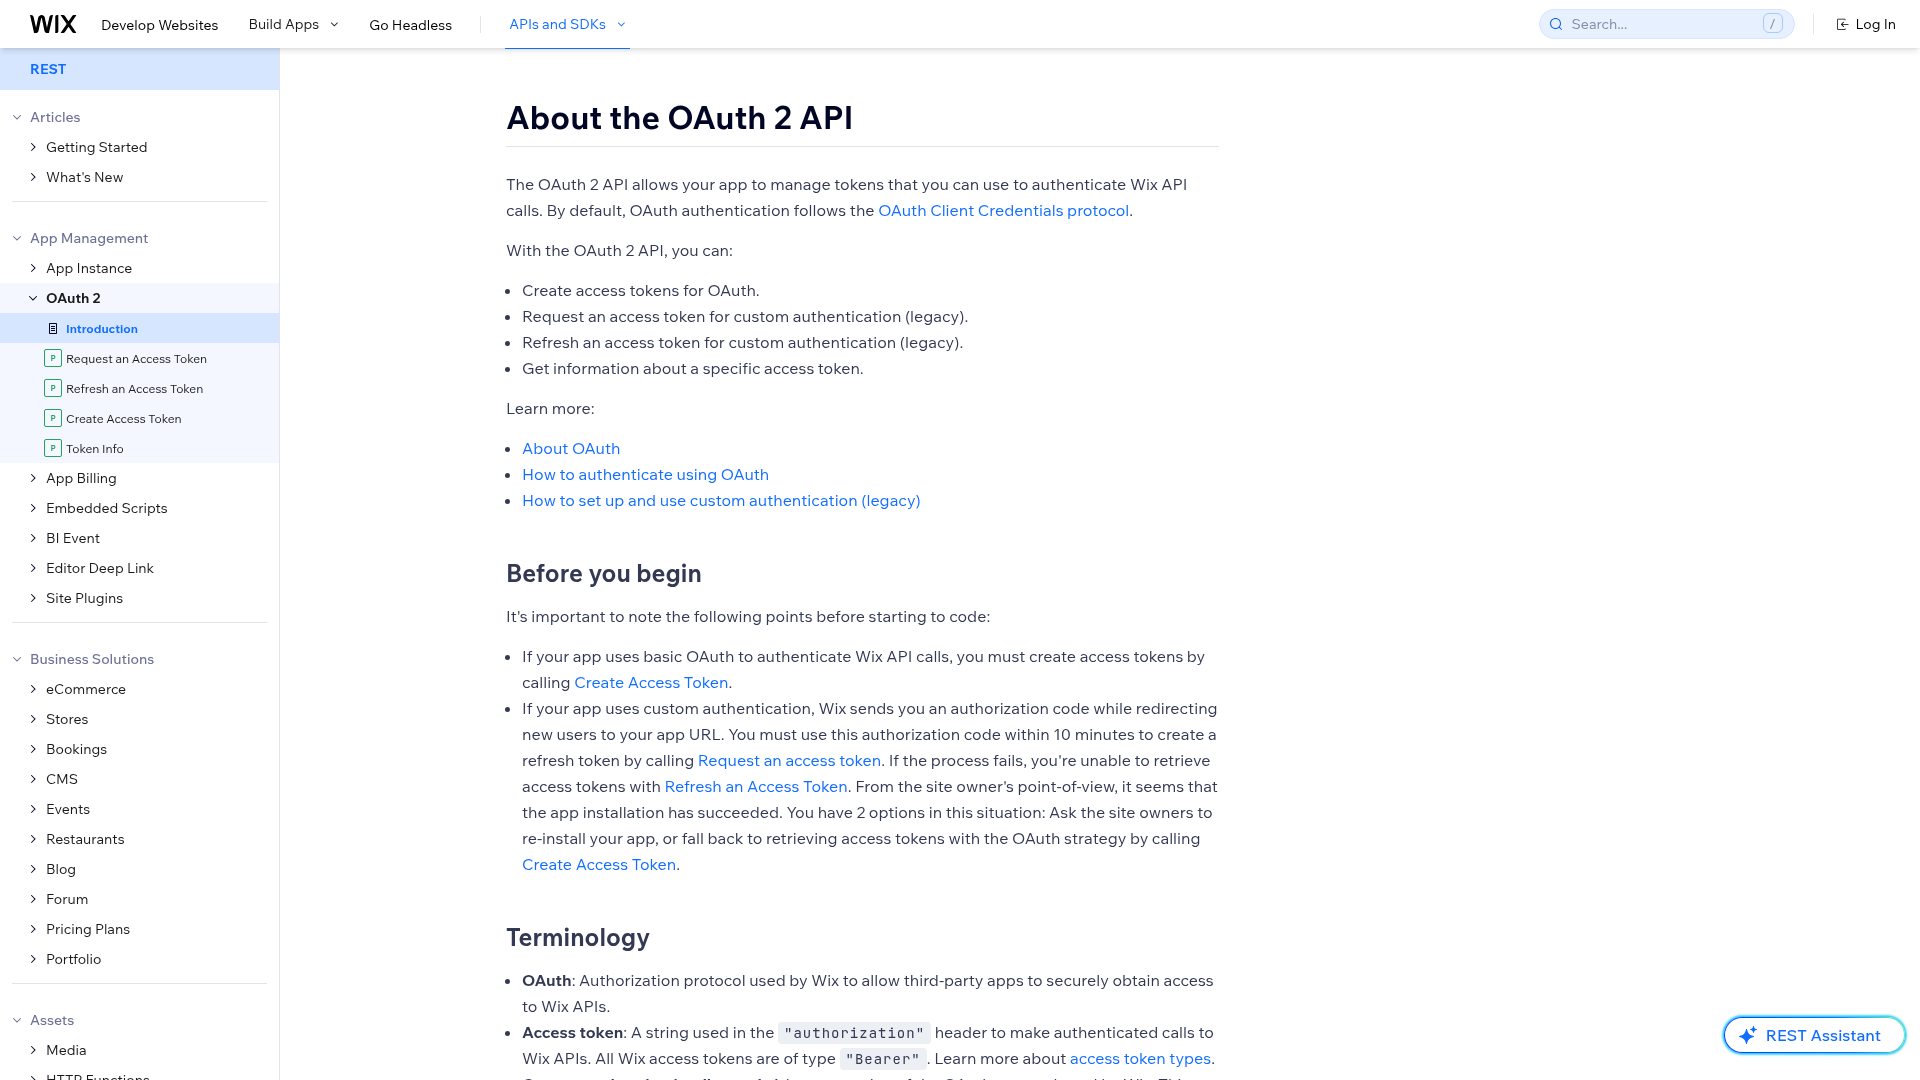 WIX
Develop Websites
Build Apps
Go Headless
APIs and SDKs
Search...
/
Log In
REST
Articles
Getting Started
What's New
App Management
App Instance
OAuth 2
Introduction
P Request an Access Token
P Refresh an Access Token
P Create Access Token
P Token Info
App Billing
Embedded Scripts
BI Event
Editor Deep Link
Site Plugins
Business Solutions
eCommerce
Stores
Bookings
CMS
Events
Restaurants
Blog
Forum
Pricing Plans
Portfolio
Assets
Media
HTTP Functions
About the OAuth 2 API
The OAuth 2 API allows your app to manage tokens that you can use to authenticate Wix API
calls. By default, OAuth authentication follows the OAuth Client Credentials protocol.
With the OAuth 2 API, you can:
Create access tokens for OAuth.
Request an access token for custom authentication (legacy).
Refresh an access token for custom authentication (legacy).
Get information about a specific access token.
Learn more:
About OAuth
How to authenticate using OAuth
How to set up and use custom authentication (legacy)
Before you begin
It's important to note the following points before starting to code:
If your app uses basic OAuth to authenticate Wix API calls, you must create access tokens by
calling Create Access Token.
If your app uses custom authentication, Wix sends you an authorization code while redirecting
new users to your app URL. You must use this authorization code within 10 minutes to create a
refresh token by calling Request an access token. If the process fails, you're unable to retrieve
access tokens with Refresh an Access Token. From the site owner's point-of-view, it seems that
the app installation has succeeded. You have 2 options in this situation: Ask the site owners to
re-install your app, or fall back to retrieving access tokens with the OAuth strategy by calling
Create Access Token.
Terminology
OAuth: Authorization protocol used by Wix to allow third-party apps to securely obtain access
to Wix APIs.
Access token: A string used in the "authorization" header to make authenticated calls to
Wix APIs. All Wix access tokens are of type "Bearer". Learn more about access token types.
REST Assistant